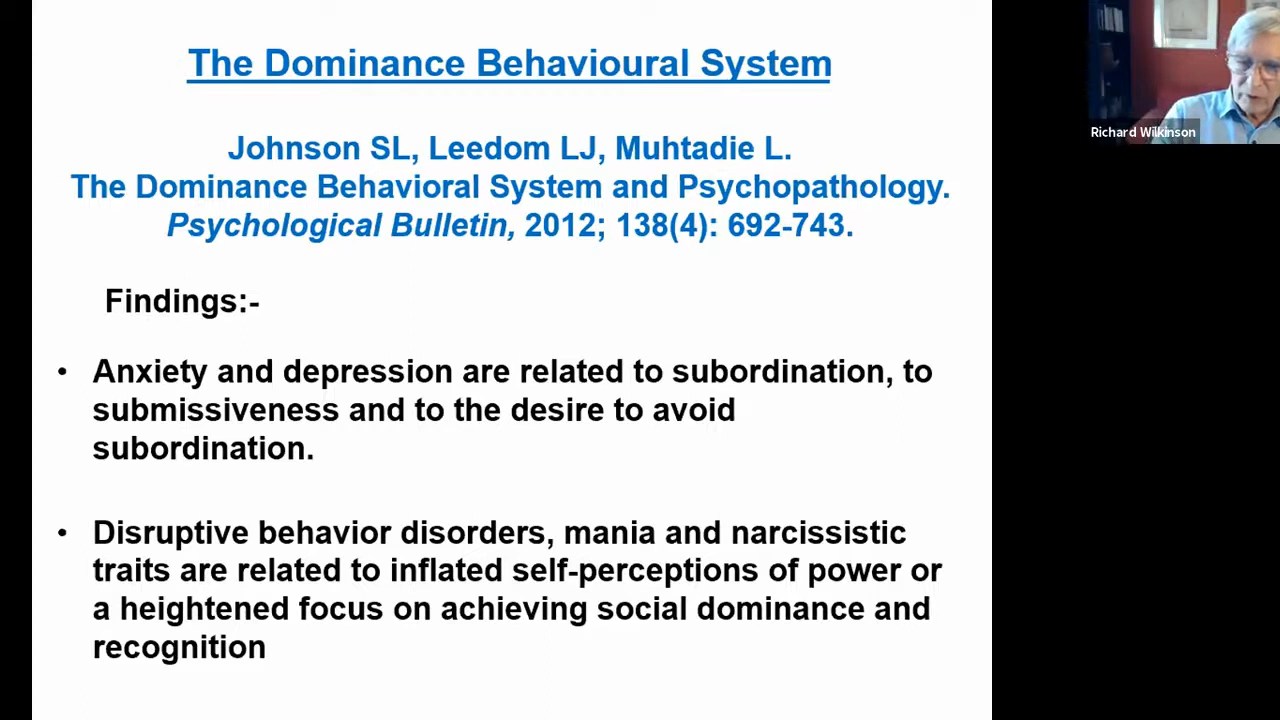 The Dominance Behavioural System
Johnson SL, Leedom LJ, Muhtadie L.
The Dominance Behavioral System and Psychopathology.
Psychological Bulletin, 2012; 138(4): 692-743.
Richard Wilkinson
Findings:-
• Anxiety and depression are related to subordination, to
submissiveness and to the desire to avoid
subordination.
• Disruptive behavior disorders, mania and narcissistic
traits are related to inflated self-perceptions of power or
a heightened focus on achieving social dominance and
recognition